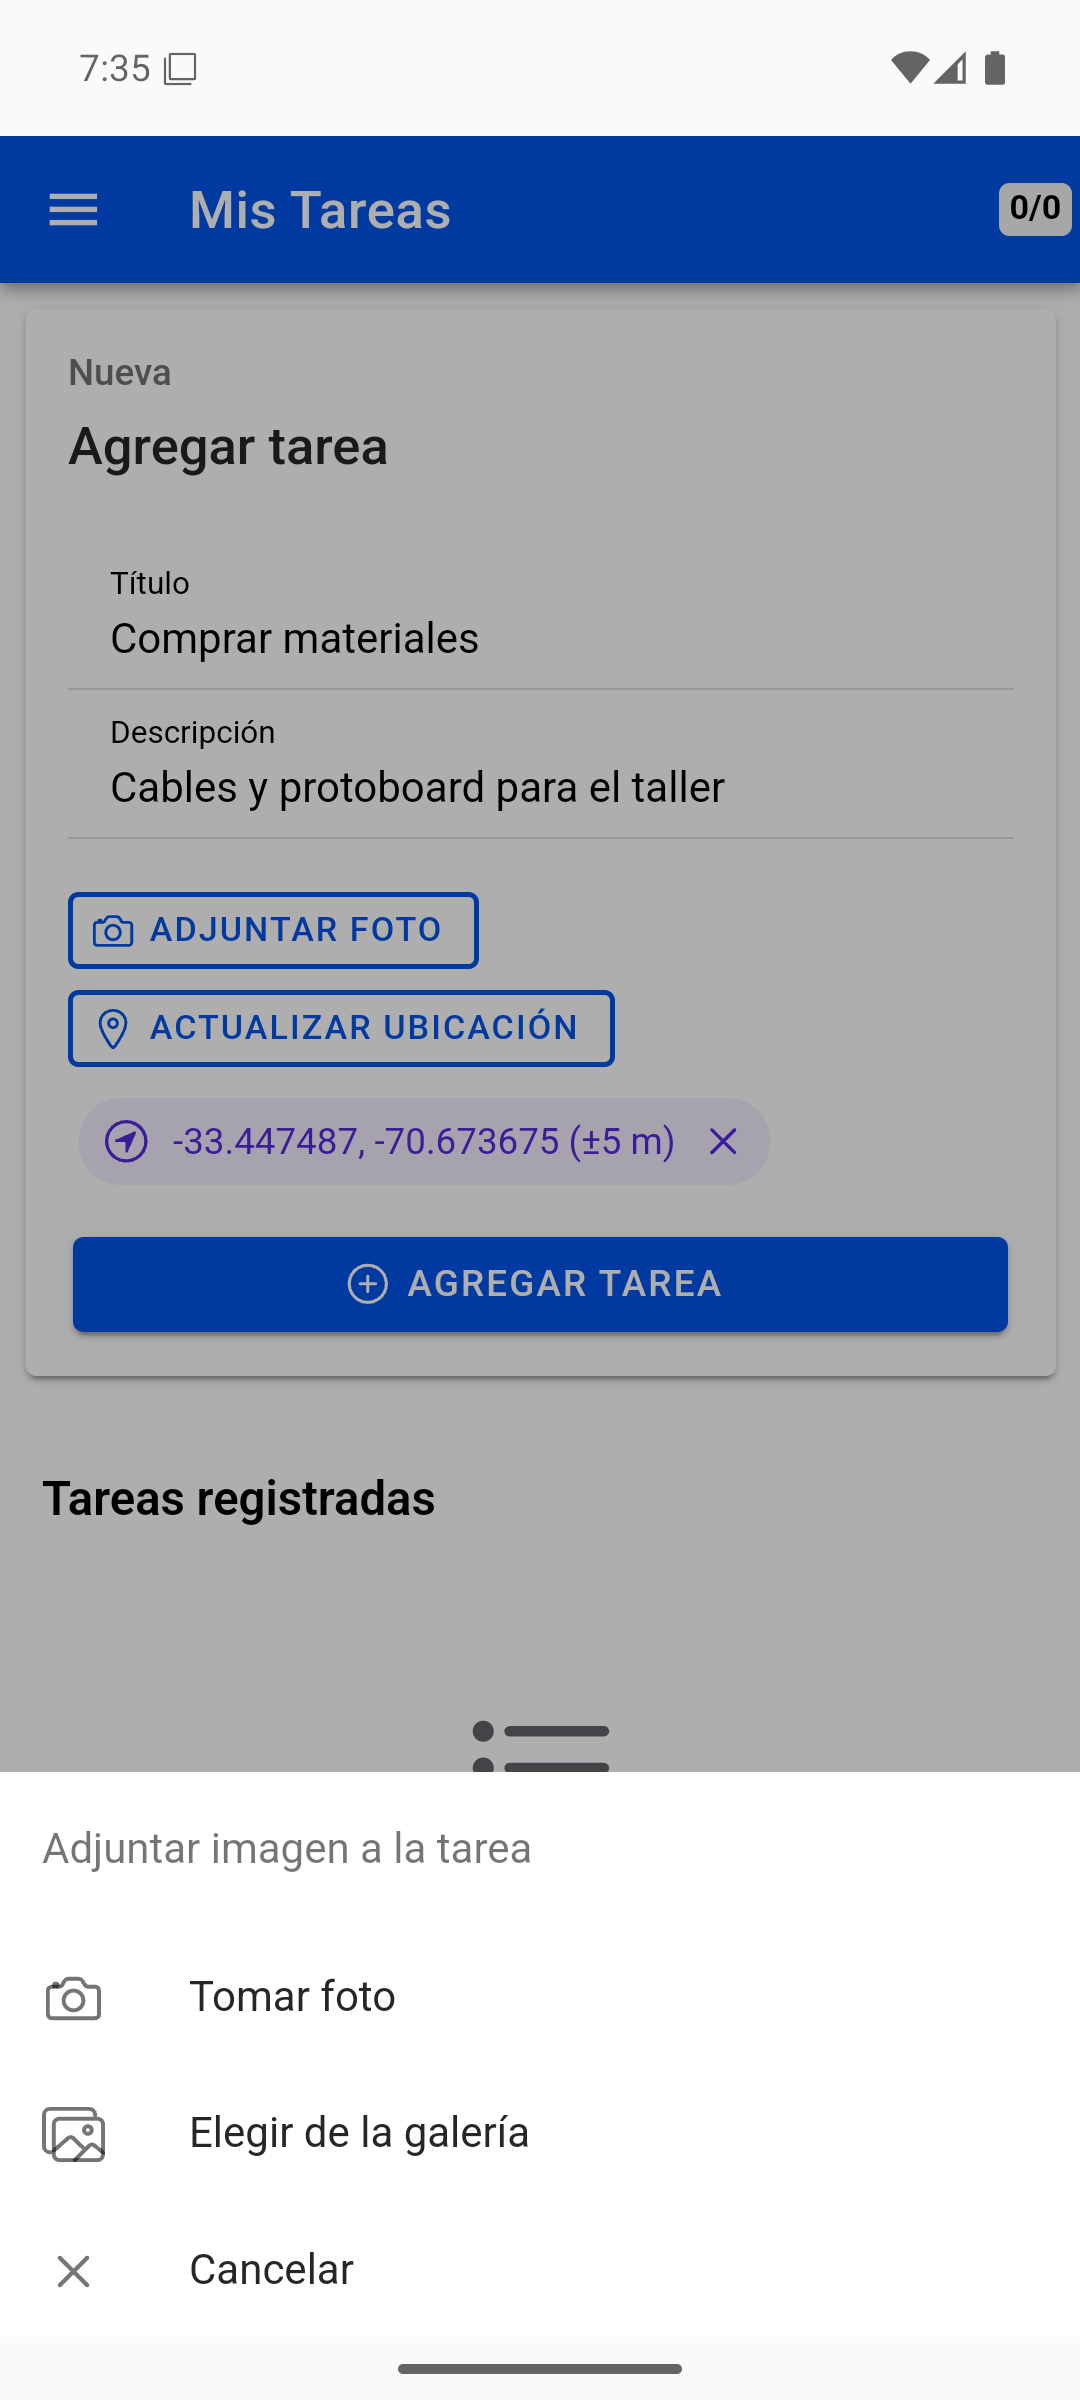 7:35
Mis Tareas
0/0
Nueva
Agregar tarea
Título
Comprar materiales
Descripción
Cables y protoboard para el taller
ADJUNTAR FOTO
ACTUALIZAR UBICACIÓN
-33.447487, -70.673675 (±5 m)
AGREGAR TAREA
Tareas registradas
Adjuntar imagen a la tarea
Tomar foto
Elegir de la galería
Cancelar